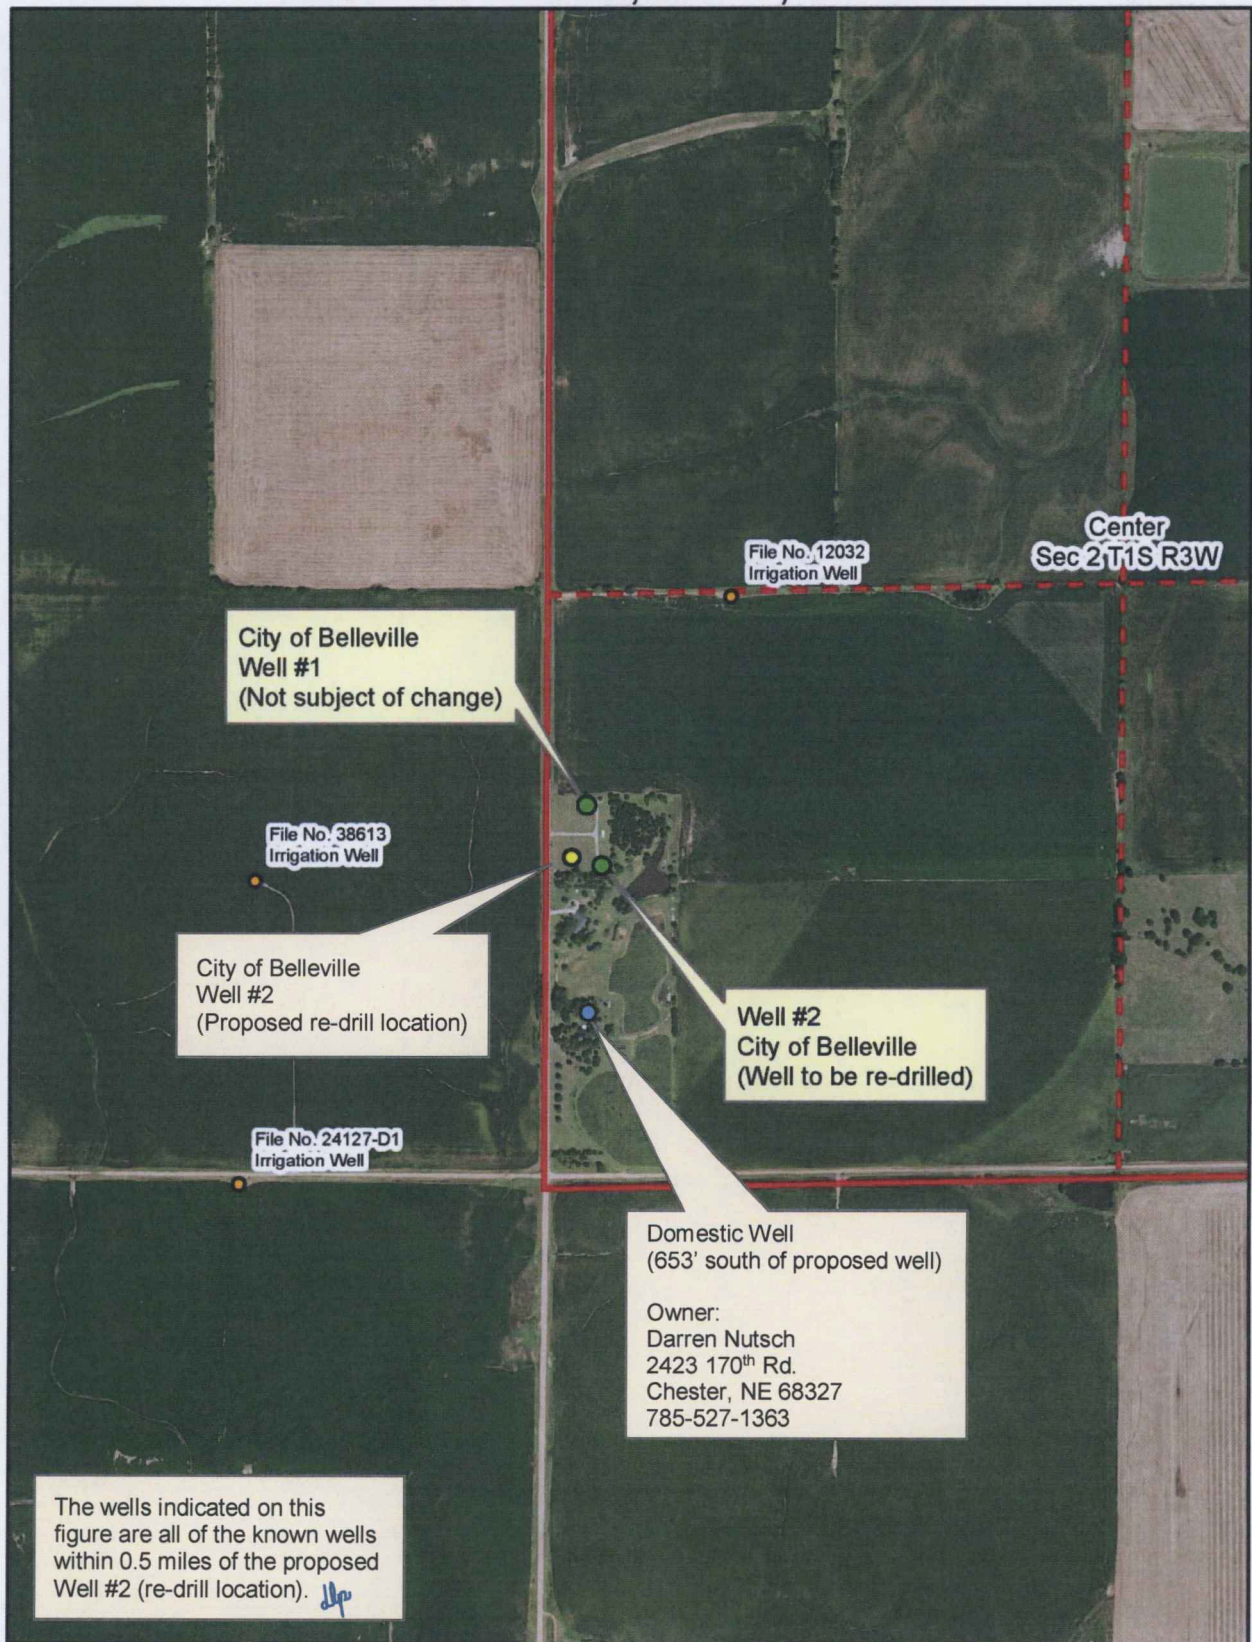 File No. 12032
Irrigation Well
Center
Sec 2 T1S R3W
City of Belleville
Well #1
(Not subject of change)
File No. 38613
Irrigation Well
City of Belleville
Well #2
(Proposed re-drill location)
Well #2
City of Belleville
(Well to be re-drilled)
File No. 24127-D1
Irrigation Well
Domestic Well
(653' south of proposed well)
Owner:
Darren Nutsch
2423 170th Rd.
Chester, NE 68327
785-527-1363
The wells indicated on this
figure are all of the known wells
within 0.5 miles of the proposed
Well #2 (re-drill location).